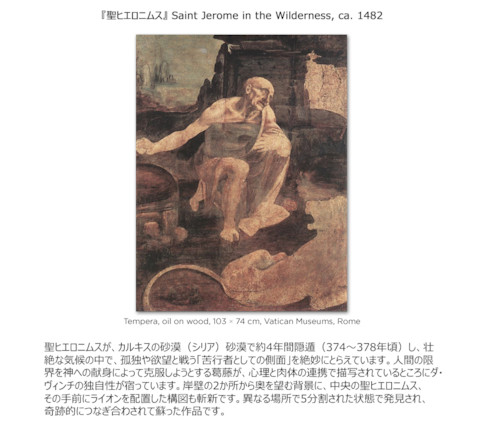 『聖ヒエロニムス』 Saint Jerome in the Wilderness, ca. 1482
Tempera, oil on wood, 103 × 74 cm, Vatican Museums, Rome
聖ヒエロニムスが、カルキスの砂漠（シリア）砂漠で約4年間隠遁（374～378年頃）し、壮
絶な気候の中で、孤独や欲望と戦う「苦行者としての側面」を絶妙にとらえています。人間の限
界を神への献身によって克服しようとする葛藤が、心理と肉体の連携で描写されているところにダ・
ヴィンチの独自性が宿っています。岸壁の2か所から奥を望む背景に、中央の聖ヒエロニムス、
その手前にライオンを配置した構図も斬新です。異なる場所で5分割された状態で発見され、
奇跡的につなぎ合わされて蘇った作品です。